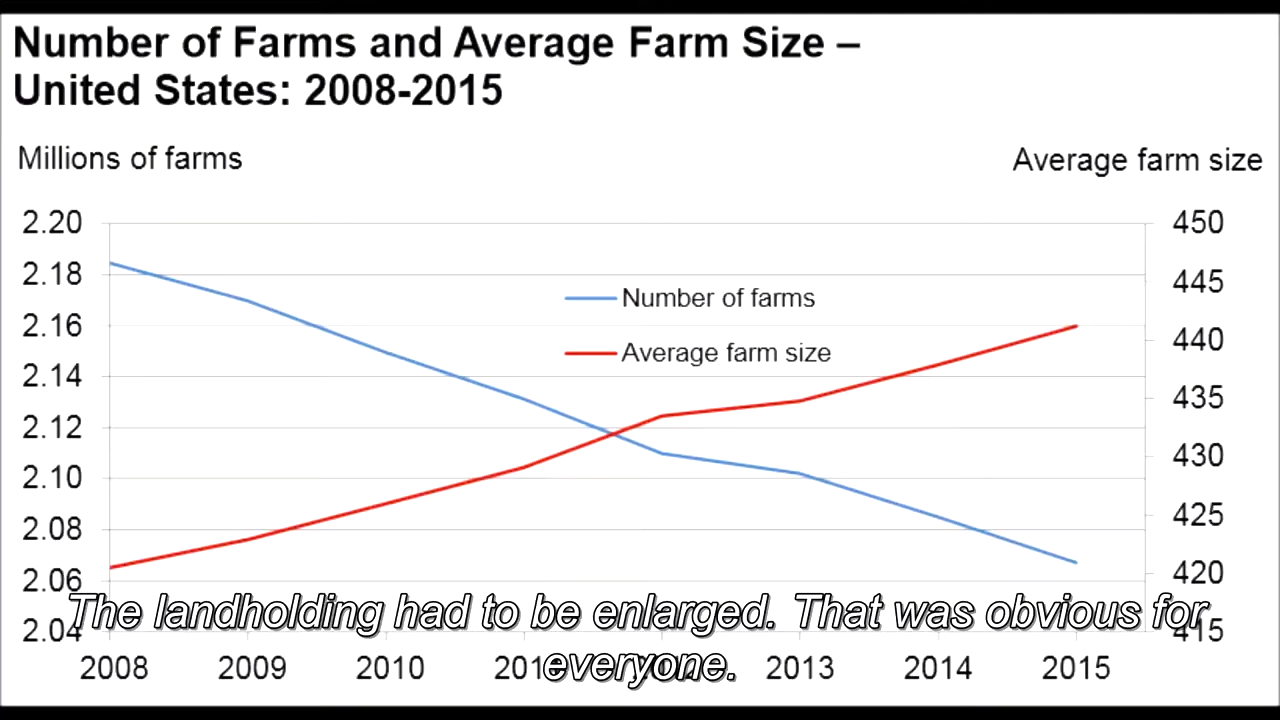 Number of Farms and Average Farm Size –
United States: 2008-2015
Millions of farms
Average farm size
2.20
2.18
2.16
2.14
2.12
2.10
2.08
2.06
2.04
450
445
440
435
430
425
420
415
Number of farms
Average farm size
2008 2009 2010 2011 2012 2013 2014 2015
The landholding had to be enlarged. That was obvious for
everyone.